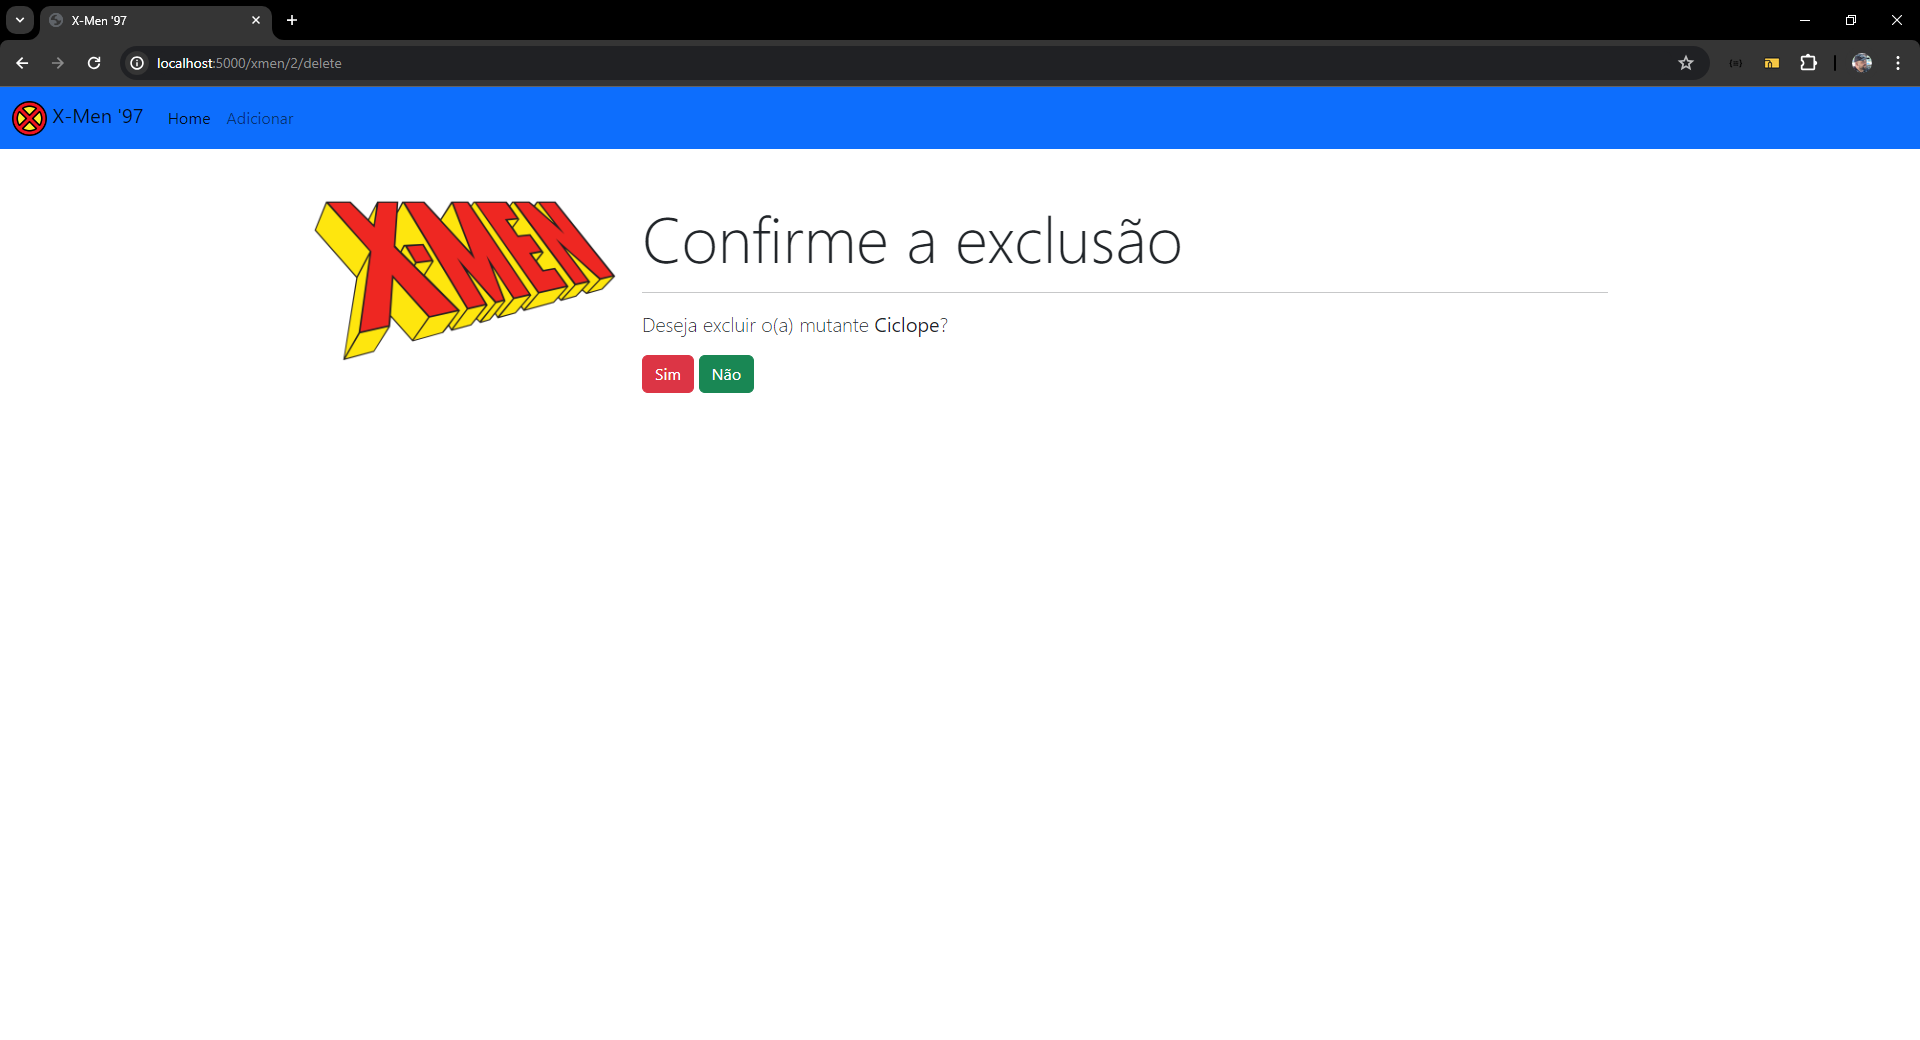 X-Men '97
localhost:5000/xmen/2/delete
X-Men '97 Home Adicionar
X-MEN
Confirme a exclusão
Deseja excluir o(a) mutante Ciclope?
Sim Não